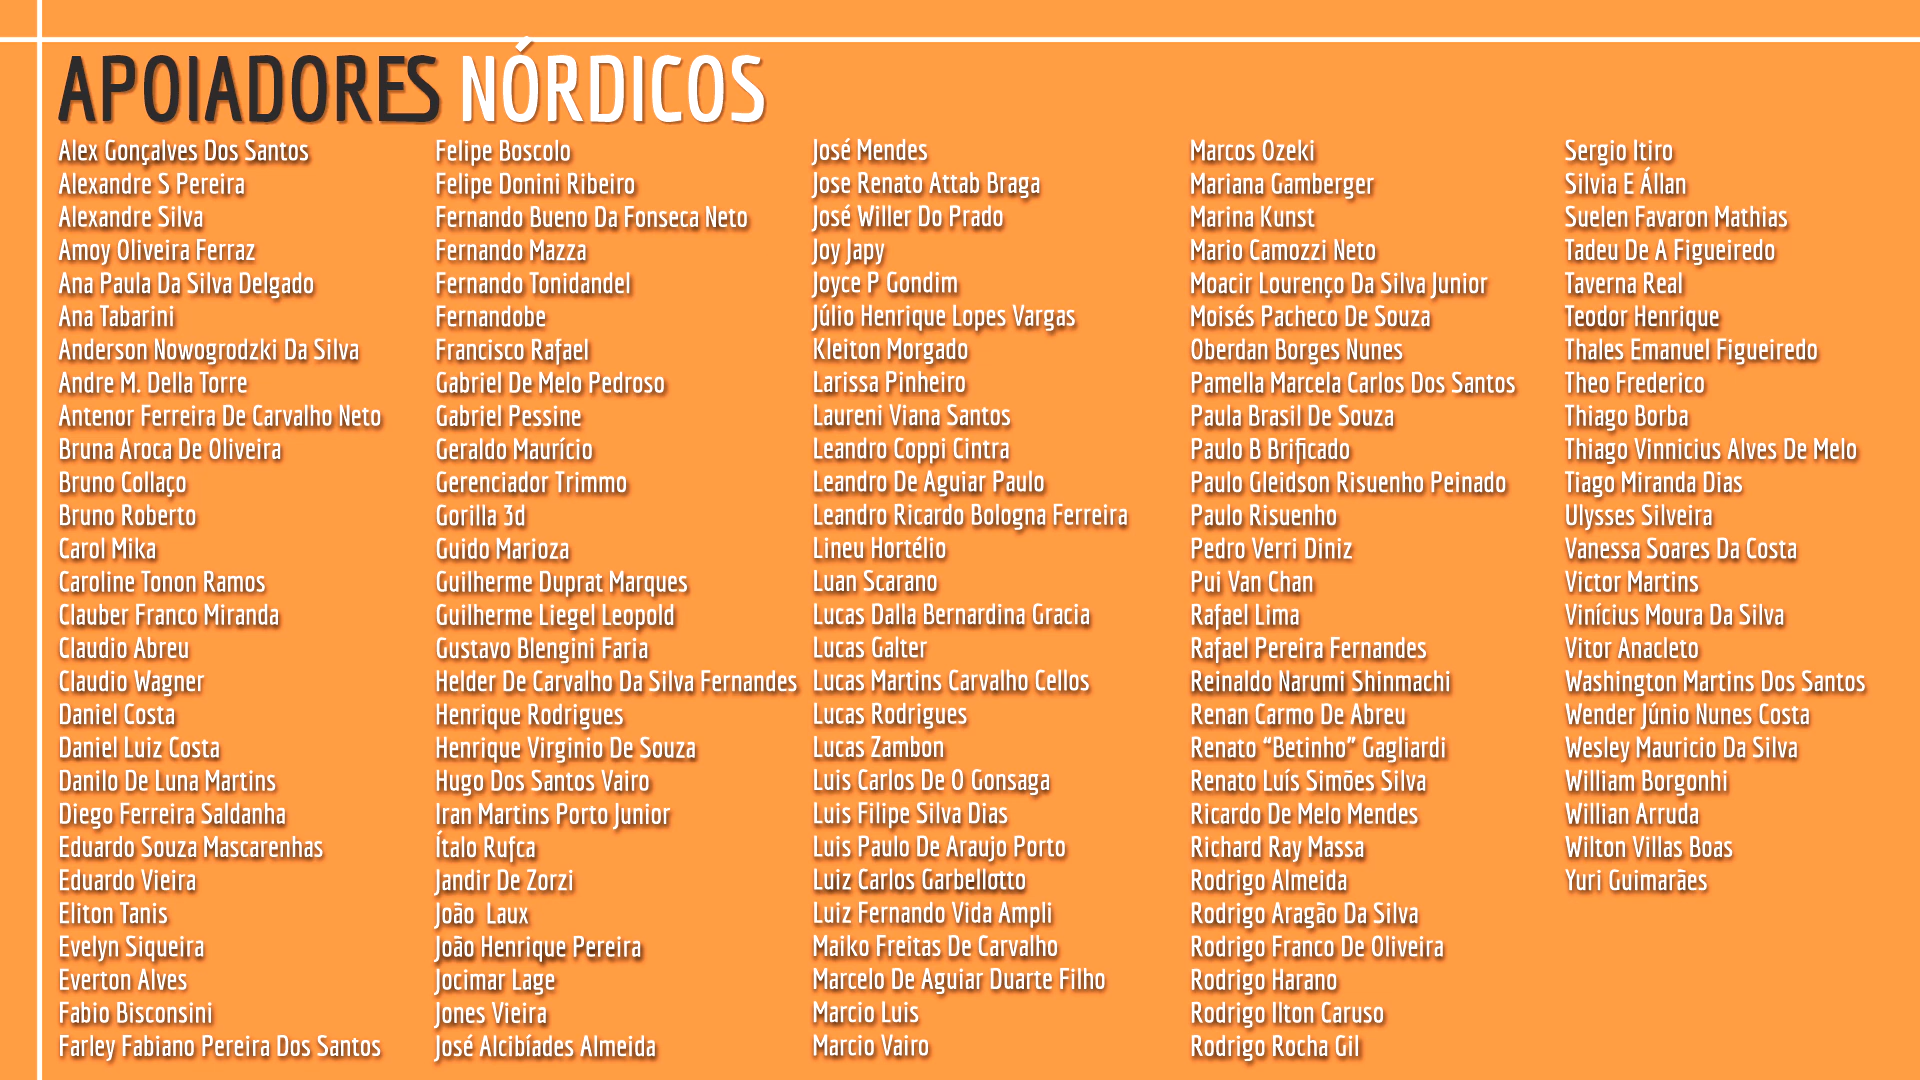 APOIADORES NÓRDICOS
Alex Gonçalves Dos Santos
Alexandre S Pereira
Alexandre Silva
Amoy Oliveira Ferraz
Ana Paula Da Silva Delgado
Ana Tabarini
Anderson Nowogrodzki Da Silva
Andre M. Della Torre
Antenor Ferreira De Carvalho Neto
Bruna Aroca De Oliveira
Bruno Collaço
Bruno Roberto
Carol Mika
Caroline Tonon Ramos
Clauber Franco Miranda
Claudio Abreu
Claudio Wagner
Daniel Costa
Daniel Luiz Costa
Danilo De Luna Martins
Diego Ferreira Saldanha
Eduardo Souza Mascarenhas
Eduardo Vieira
Eliton Tanis
Evelyn Siqueira
Everton Alves
Fabio Bisconsini
Farley Fabiano Pereira Dos Santos
Felipe Boscolo
Felipe Donini Ribeiro
Fernando Bueno Da Fonseca Neto
Fernando Mazza
Fernando Tonidandel
Fernandobe
Francisco Rafael
Gabriel De Melo Pedroso
Gabriel Pessine
Geraldo Maurício
Gerenciador Trimmo
Gorilla 3d
Guido Marioza
Guilherme Duprat Marques
Guilherme Liegel Leopold
Gustavo Blengini Faria
Helder De Carvalho Da Silva Fernandes
Henrique Rodrigues
Henrique Virginio De Souza
Hugo Dos Santos Vairo
Iran Martins Porto Junior
Ítalo Rufca
Jandir De Zorzi
João  Laux
João Henrique Pereira
Jocimar Lage
Jones Vieira
José Alcibíades Almeida
José Mendes
Jose Renato Attab Braga
José Willer Do Prado
Joy Japy
Joyce P Gondim
Júlio Henrique Lopes Vargas
Kleiton Morgado
Larissa Pinheiro
Laureni Viana Santos
Leandro Coppi Cintra
Leandro De Aguiar Paulo
Leandro Ricardo Bologna Ferreira
Lineu Hortélio
Luan Scarano
Lucas Dalla Bernardina Gracia
Lucas Galter
Lucas Martins Carvalho Cellos
Lucas Rodrigues
Lucas Zambon
Luis Carlos De O Gonsaga
Luis Filipe Silva Dias
Luis Paulo De Araujo Porto
Luiz Carlos Garbellotto
Luiz Fernando Vida Ampli
Maiko Freitas De Carvalho
Marcelo De Aguiar Duarte Filho
Marcio Luis
Marcio Vairo
Marcos Ozeki
Mariana Gamberger
Marina Kunst
Mario Camozzi Neto
Moacir Lourenço Da Silva Junior
Moisés Pacheco De Souza
Oberdan Borges Nunes
Pamella Marcela Carlos Dos Santos
Paula Brasil De Souza
Paulo B Brificado
Paulo Gleidson Risuenho Peinado
Paulo Risuenho
Pedro Verri Diniz
Pui Van Chan
Rafael Lima
Rafael Pereira Fernandes
Reinaldo Narumi Shinmachi
Renan Carmo De Abreu
Renato “Betinho” Gagliardi
Renato Luís Simões Silva
Ricardo De Melo Mendes
Richard Ray Massa
Rodrigo Almeida
Rodrigo Aragão Da Silva
Rodrigo Franco De Oliveira
Rodrigo Harano
Rodrigo Ilton Caruso
Rodrigo Rocha Gil
Sergio Itiro
Silvia E Állan
Suelen Favaron Mathias
Tadeu De A Figueiredo
Taverna Real
Teodor Henrique
Thales Emanuel Figueiredo
Theo Frederico
Thiago Borba
Thiago Vinnicius Alves De Melo
Tiago Miranda Dias
Ulysses Silveira
Vanessa Soares Da Costa
Victor Martins
Vinícius Moura Da Silva
Vitor Anacleto
Washington Martins Dos Santos
Wender Júnio Nunes Costa
Wesley Mauricio Da Silva
William Borgonhi
Willian Arruda
Wilton Villas Boas
Yuri Guimarães